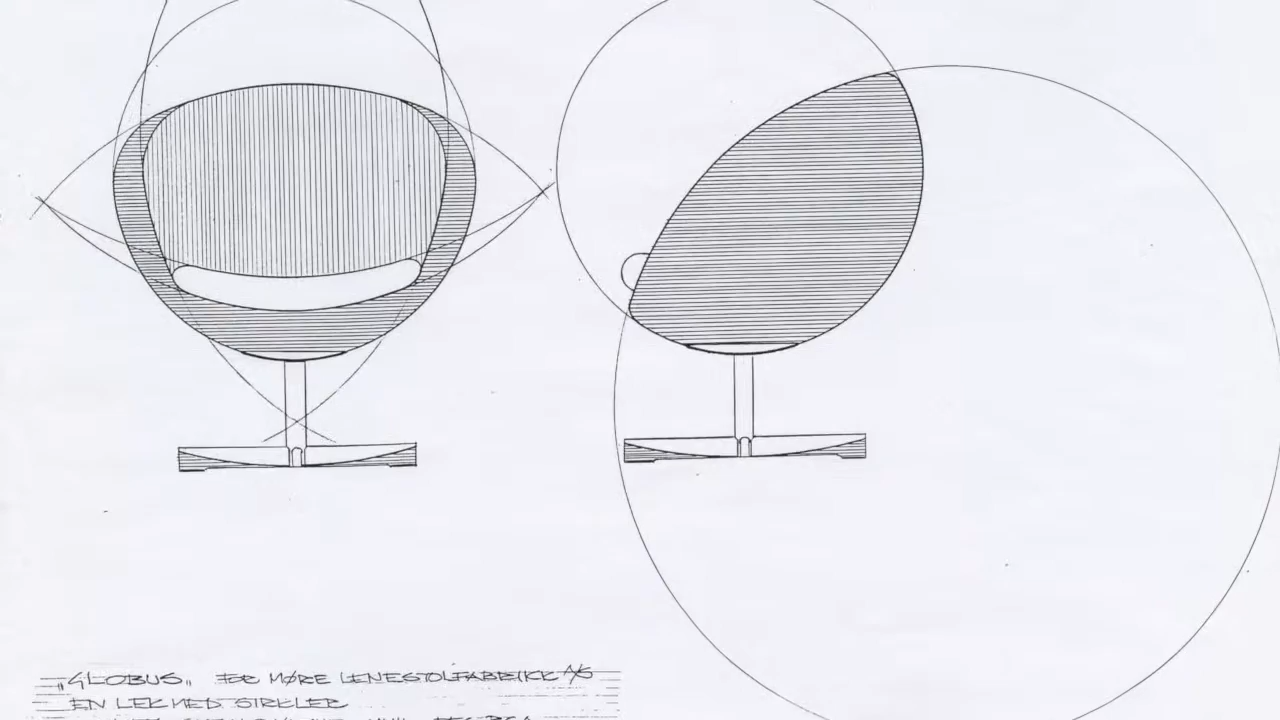 „GLOBUS„ FOR MØRE LENESTOLFABRIKK A/S
EN LEK MED SIRKLER